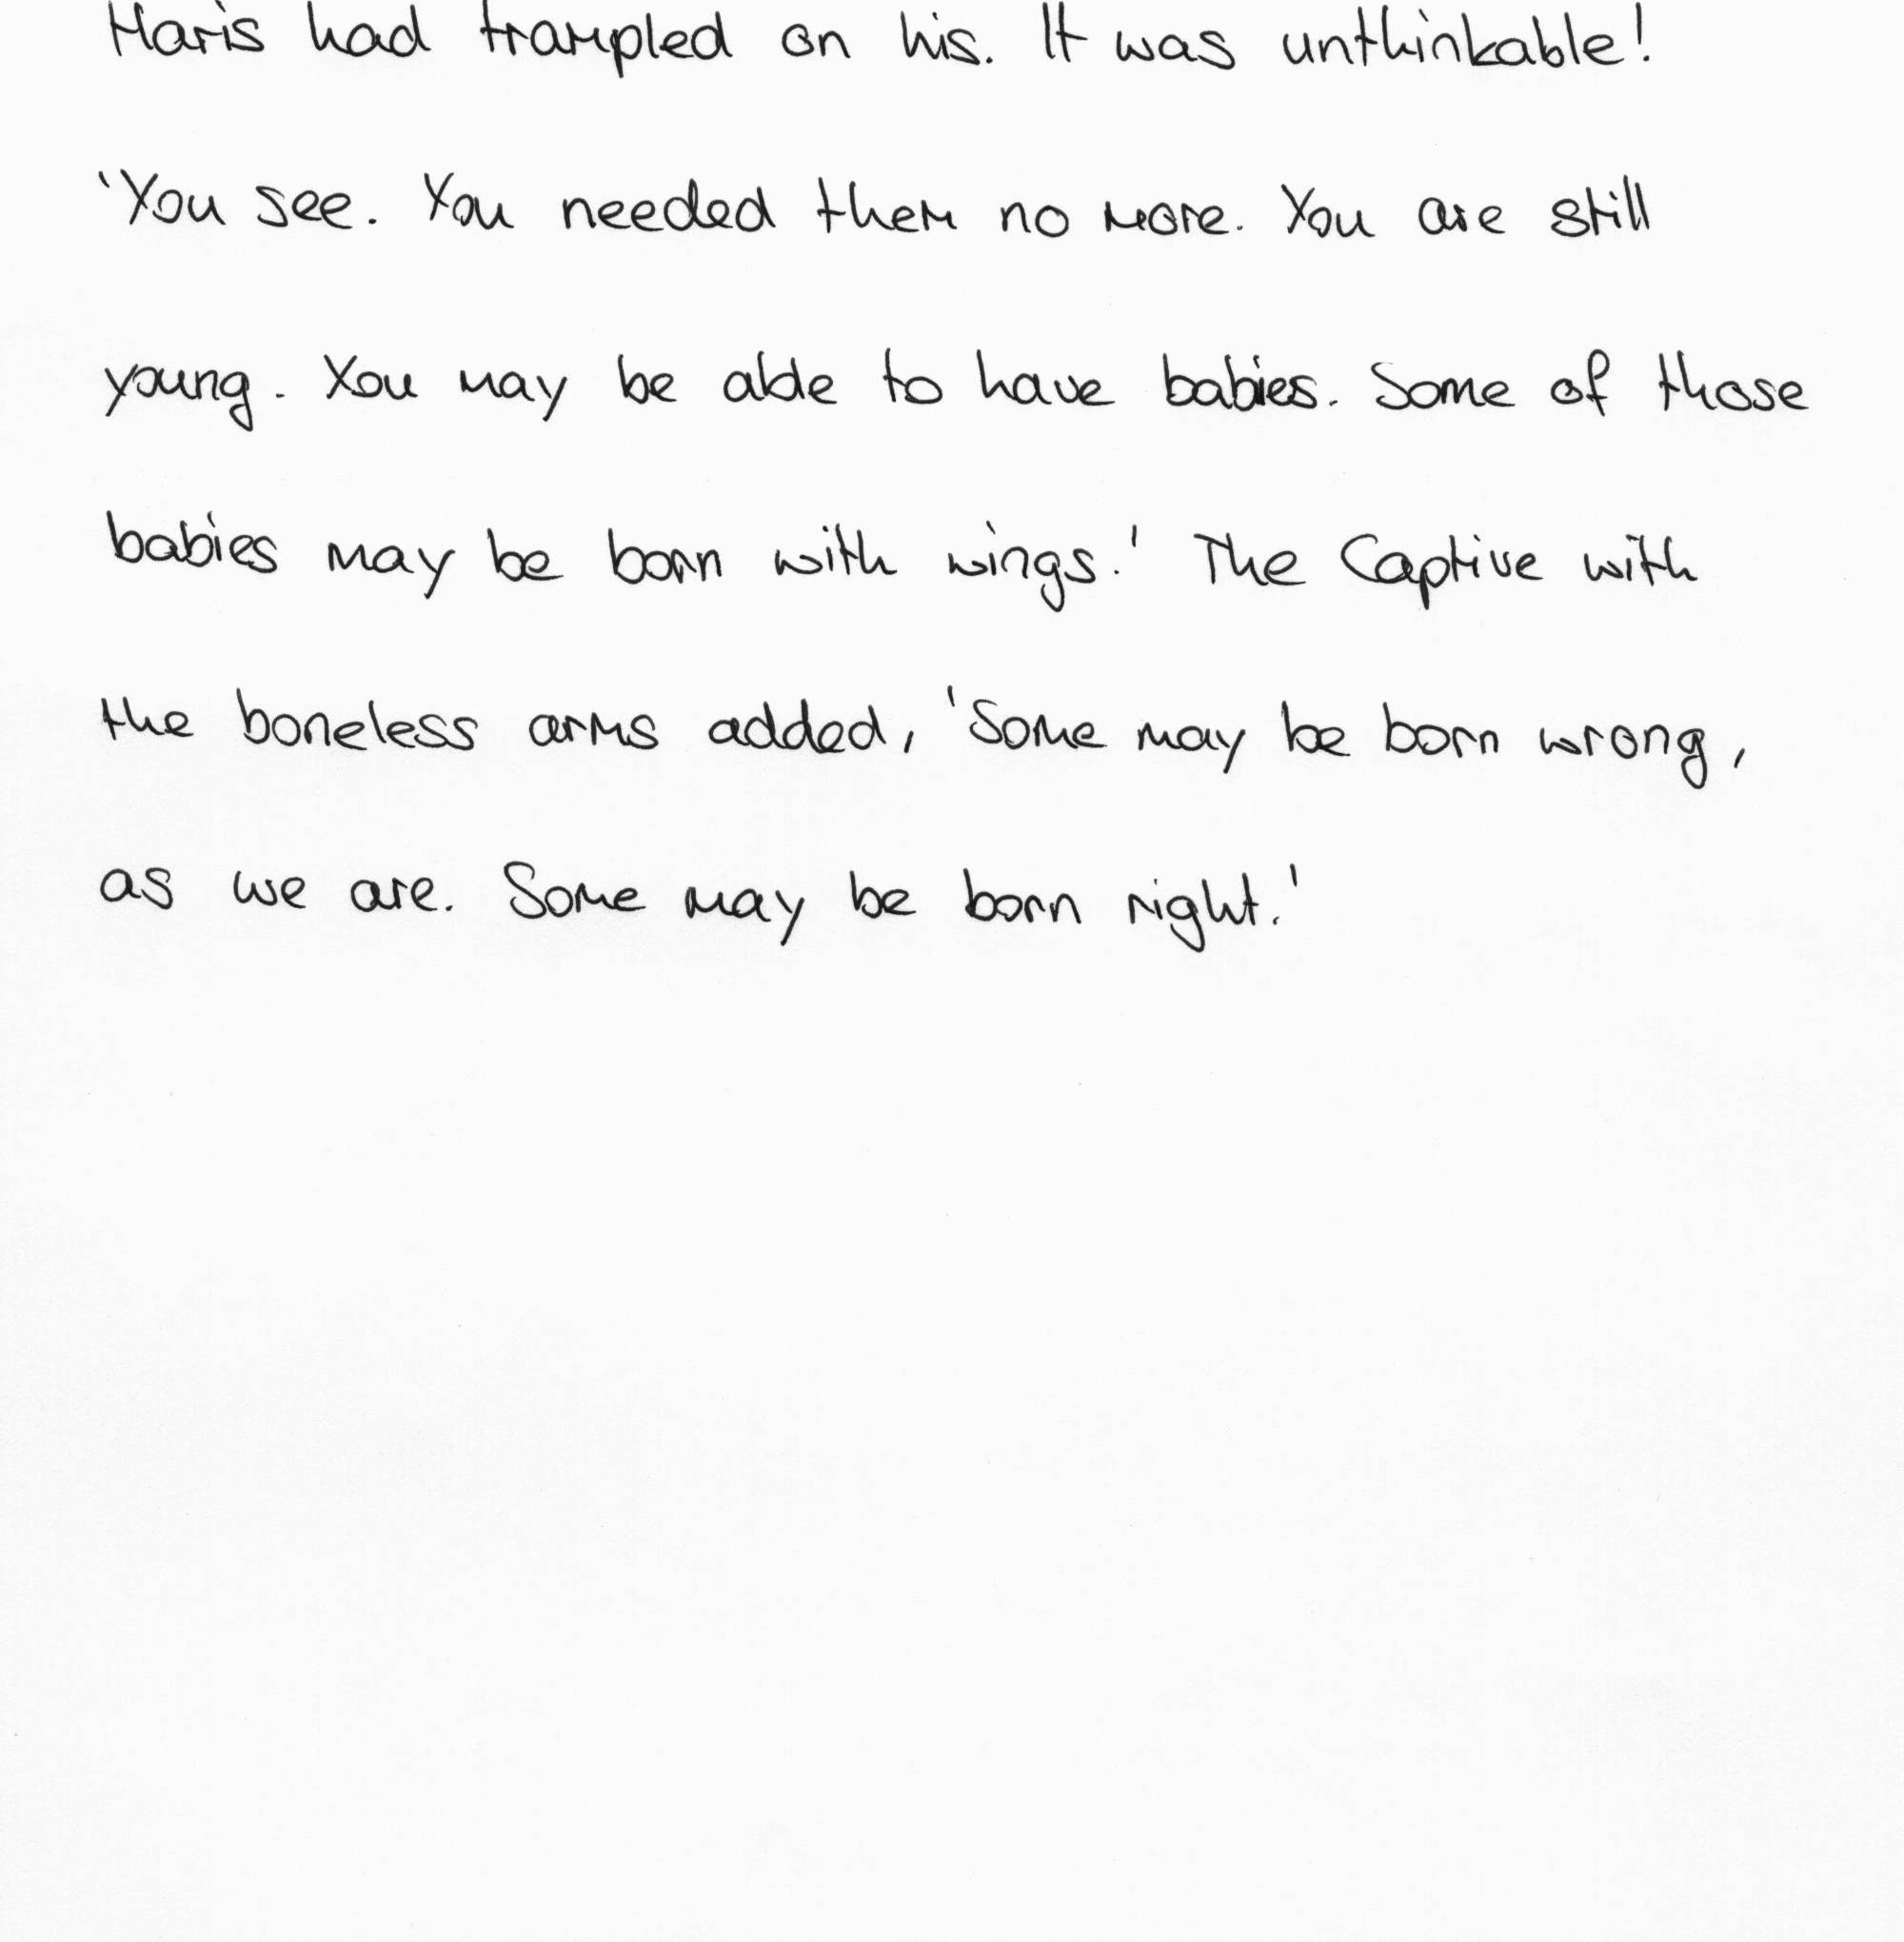 Haris had trampled on his. It was unthinkable!
'You see. You needed them no more. You are still
young. You may be able to have babies. Some of those
babies may be born with wings.' The Captive with
the boneless arms added, 'Some may be born wrong,
as we are. Some may be born right.'